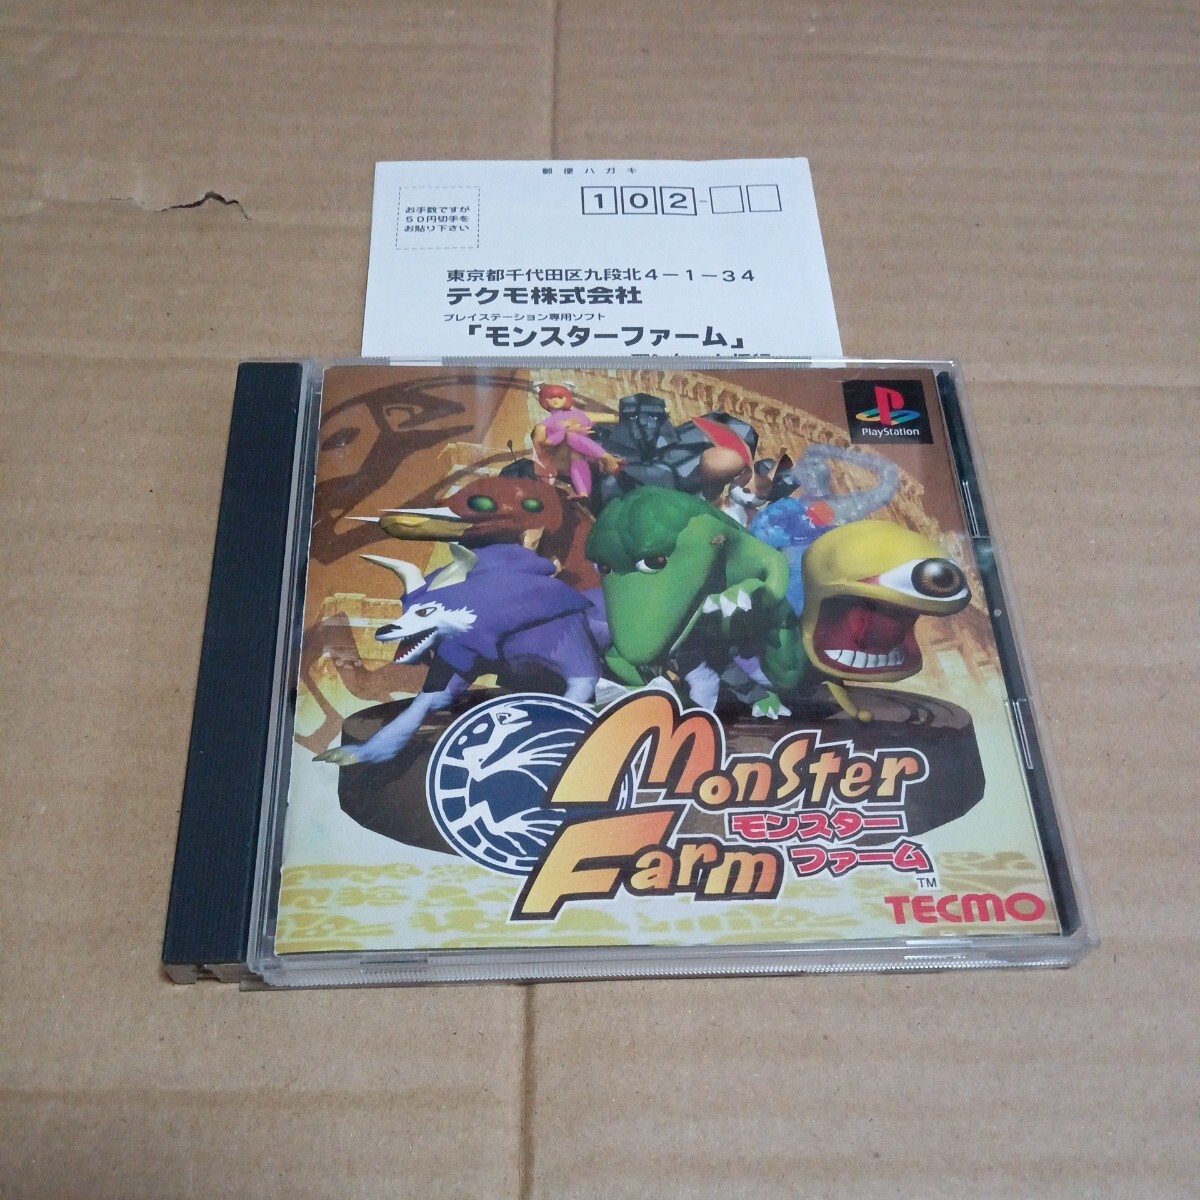 郵便ハガキ
102-
お手数ですが
50円切手を
お貼り下さい
東京都千代田区九段北4-1-34
テクモ株式会社
プレイステーション専用ソフト
「モンスターファーム」
PlayStation
Monster
Farm
モンスター
ファーム
TM
TECMO